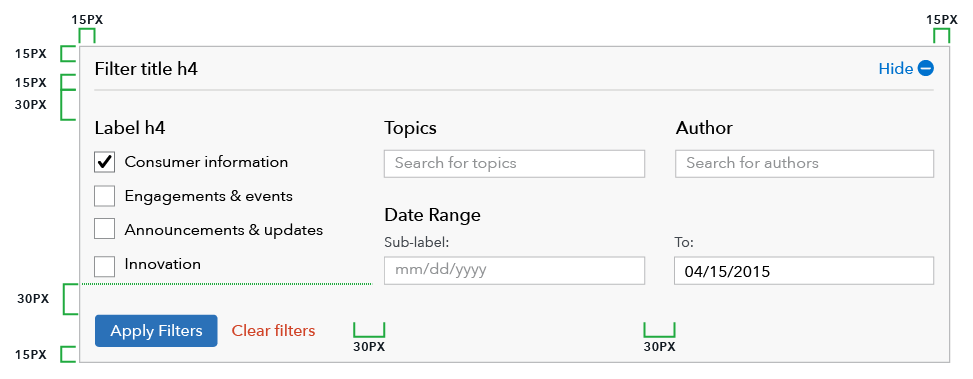 15PX
15PX
15PX
Filter title h4
Hide
15PX
30PX
Label h4
Topics
Author
Consumer information
Search for topics
Search for authors
Engagements & events
Date Range
Announcements & updates
Sub-label:
To:
Innovation
mm/dd/yyyy
04/15/2015
30PX
Apply Filters
Clear filters
30PX
30PX
15PX